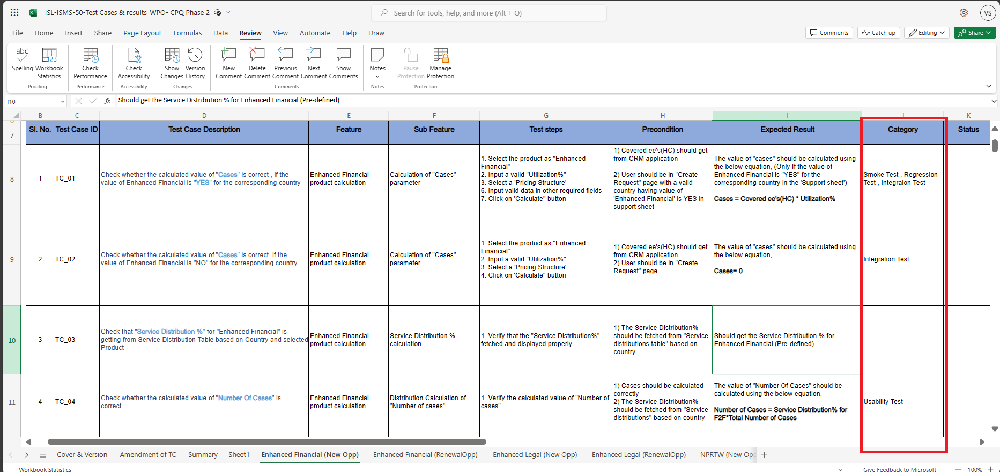 ISL-ISMS-50-Test Cases & results_WPO- CPQ Phase 2
Search for tools, help, and more (Alt + Q)
VS
File Home Insert Share Page Layout Formulas Data Review View Automate Help Draw
Comments Catch up Editing Share
abc
123
Spelling Workbook Statistics
Check Performance
Check Accessibility
Show Changes Version History
New Comment Delete Comment Previous Comment Next Comment Show Comments
Notes
Pause Protection Manage Protection
Proofing Performance Accessibility Changes Comments Notes Protection
I10 fx Should get the Service Distribution % for Enhanced Financial (Pre-defined)
B C D E F G H I K
7
Sl. No. Test Case ID Test Case Description Feature Sub Feature Test steps Precondition Expected Result Category Status
8
1
TC_01
Check whether the calculated value of "Cases" is correct , if the
value of Enhanced Financial is "YES" for the corresponding country
Enhanced Financial
product calculation
Calculation of "Cases"
parameter
1. Select the product as "Enhanced
Financial"
2. Input a valid "Utilization%"
3. Select a 'Pricing Structure'
6. Input valid data in other required fields
7. Click on 'Calculate" button
1) Covered ee's(HC) should get
from CRM application
2) User should be in "Create
Request" page with a valid
country having value of
'Enhanced Financial' is YES in
support sheet
The value of "cases" should be calculated using
the below equation, (Only If the value of
Enhanced Financial is "YES" for the
corresponding country in the 'Support sheet')
Cases = Covered ee's(HC) * Utilization%
Smoke Test , Regression
Test , Integraion Test
9
2
TC_02
Check whether the calculated value of "Cases" is correct if the
value of Enhanced Financial is "NO" for the corresponding country
Enhanced Financial
product calculation
Calculation of "Cases"
parameter
1. Select the product as "Enhanced
Financial"
2. Input a valid "Utilization%"
3. Select a 'Pricing Structure'
4. Click on 'Calculate" button
1) Covered ee's(HC) should get
from CRM application
2) User should be in "Create
Request" page
The value of "cases" should be calculated using
the below equation,
Cases= 0
Integration Test
10
3
TC_03
Check that "Service Distribution %" for "Enhanced Financial" is
getting from Service Distribution Table based on Country and selected
Product
Enhanced Financial
product calculation
Service Distribution %
calculation
1. Verify that the "Service Distribution%"
fetched and displayed properly
1) The Service Distribution%
should be fetched from "Service
distributions table" based on
country
Should get the Service Distribution % for
Enhanced Financial (Pre-defined)
11
4
TC_04
Check whether the calculated value of "Number Of Cases" is
correct
Enhanced Financial
product calculation
Distribution Calculation of
"Number of cases"
1. Verify the calculated value of "Number of
cases"
1) Cases should be calculated
correctly
2) The Service Distribution%
should be fetched from "Service
distributions" based on country
The value of "Number Of Cases" should be
calculated using the below equation,
Number of Cases = Service Distribution% for
F2F*Total Number of Cases
Usability Test
Cover & Version Amendment of TC Summary Sheet1 Enhanced Financial (New Opp) Enhanced Financial (RenewalOpp) Enhanced Legal (New Opp) Enhanced Legal (RenewalOpp) NPRTW (New Opp
Workbook Statistics Give Feedback to Microsoft 100%